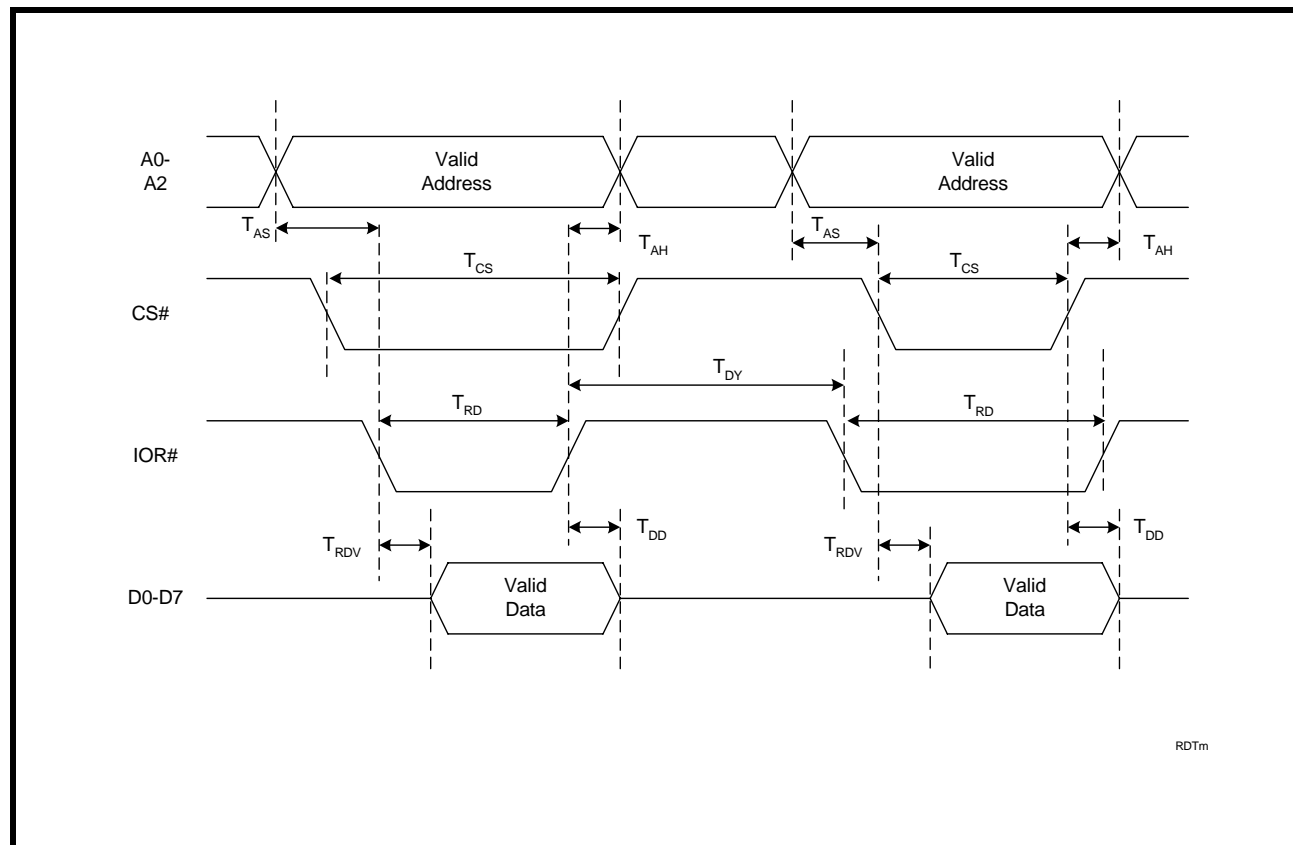 A0-
A2
Valid
Address
Valid
Address
TAS
TAH
TAS
TAH
TCS
TCS
CS#
TDY
TRD
TRD
IOR#
TRDV
TDD
TRDV
TDD
D0-D7
Valid
Data
Valid
Data
RDTm